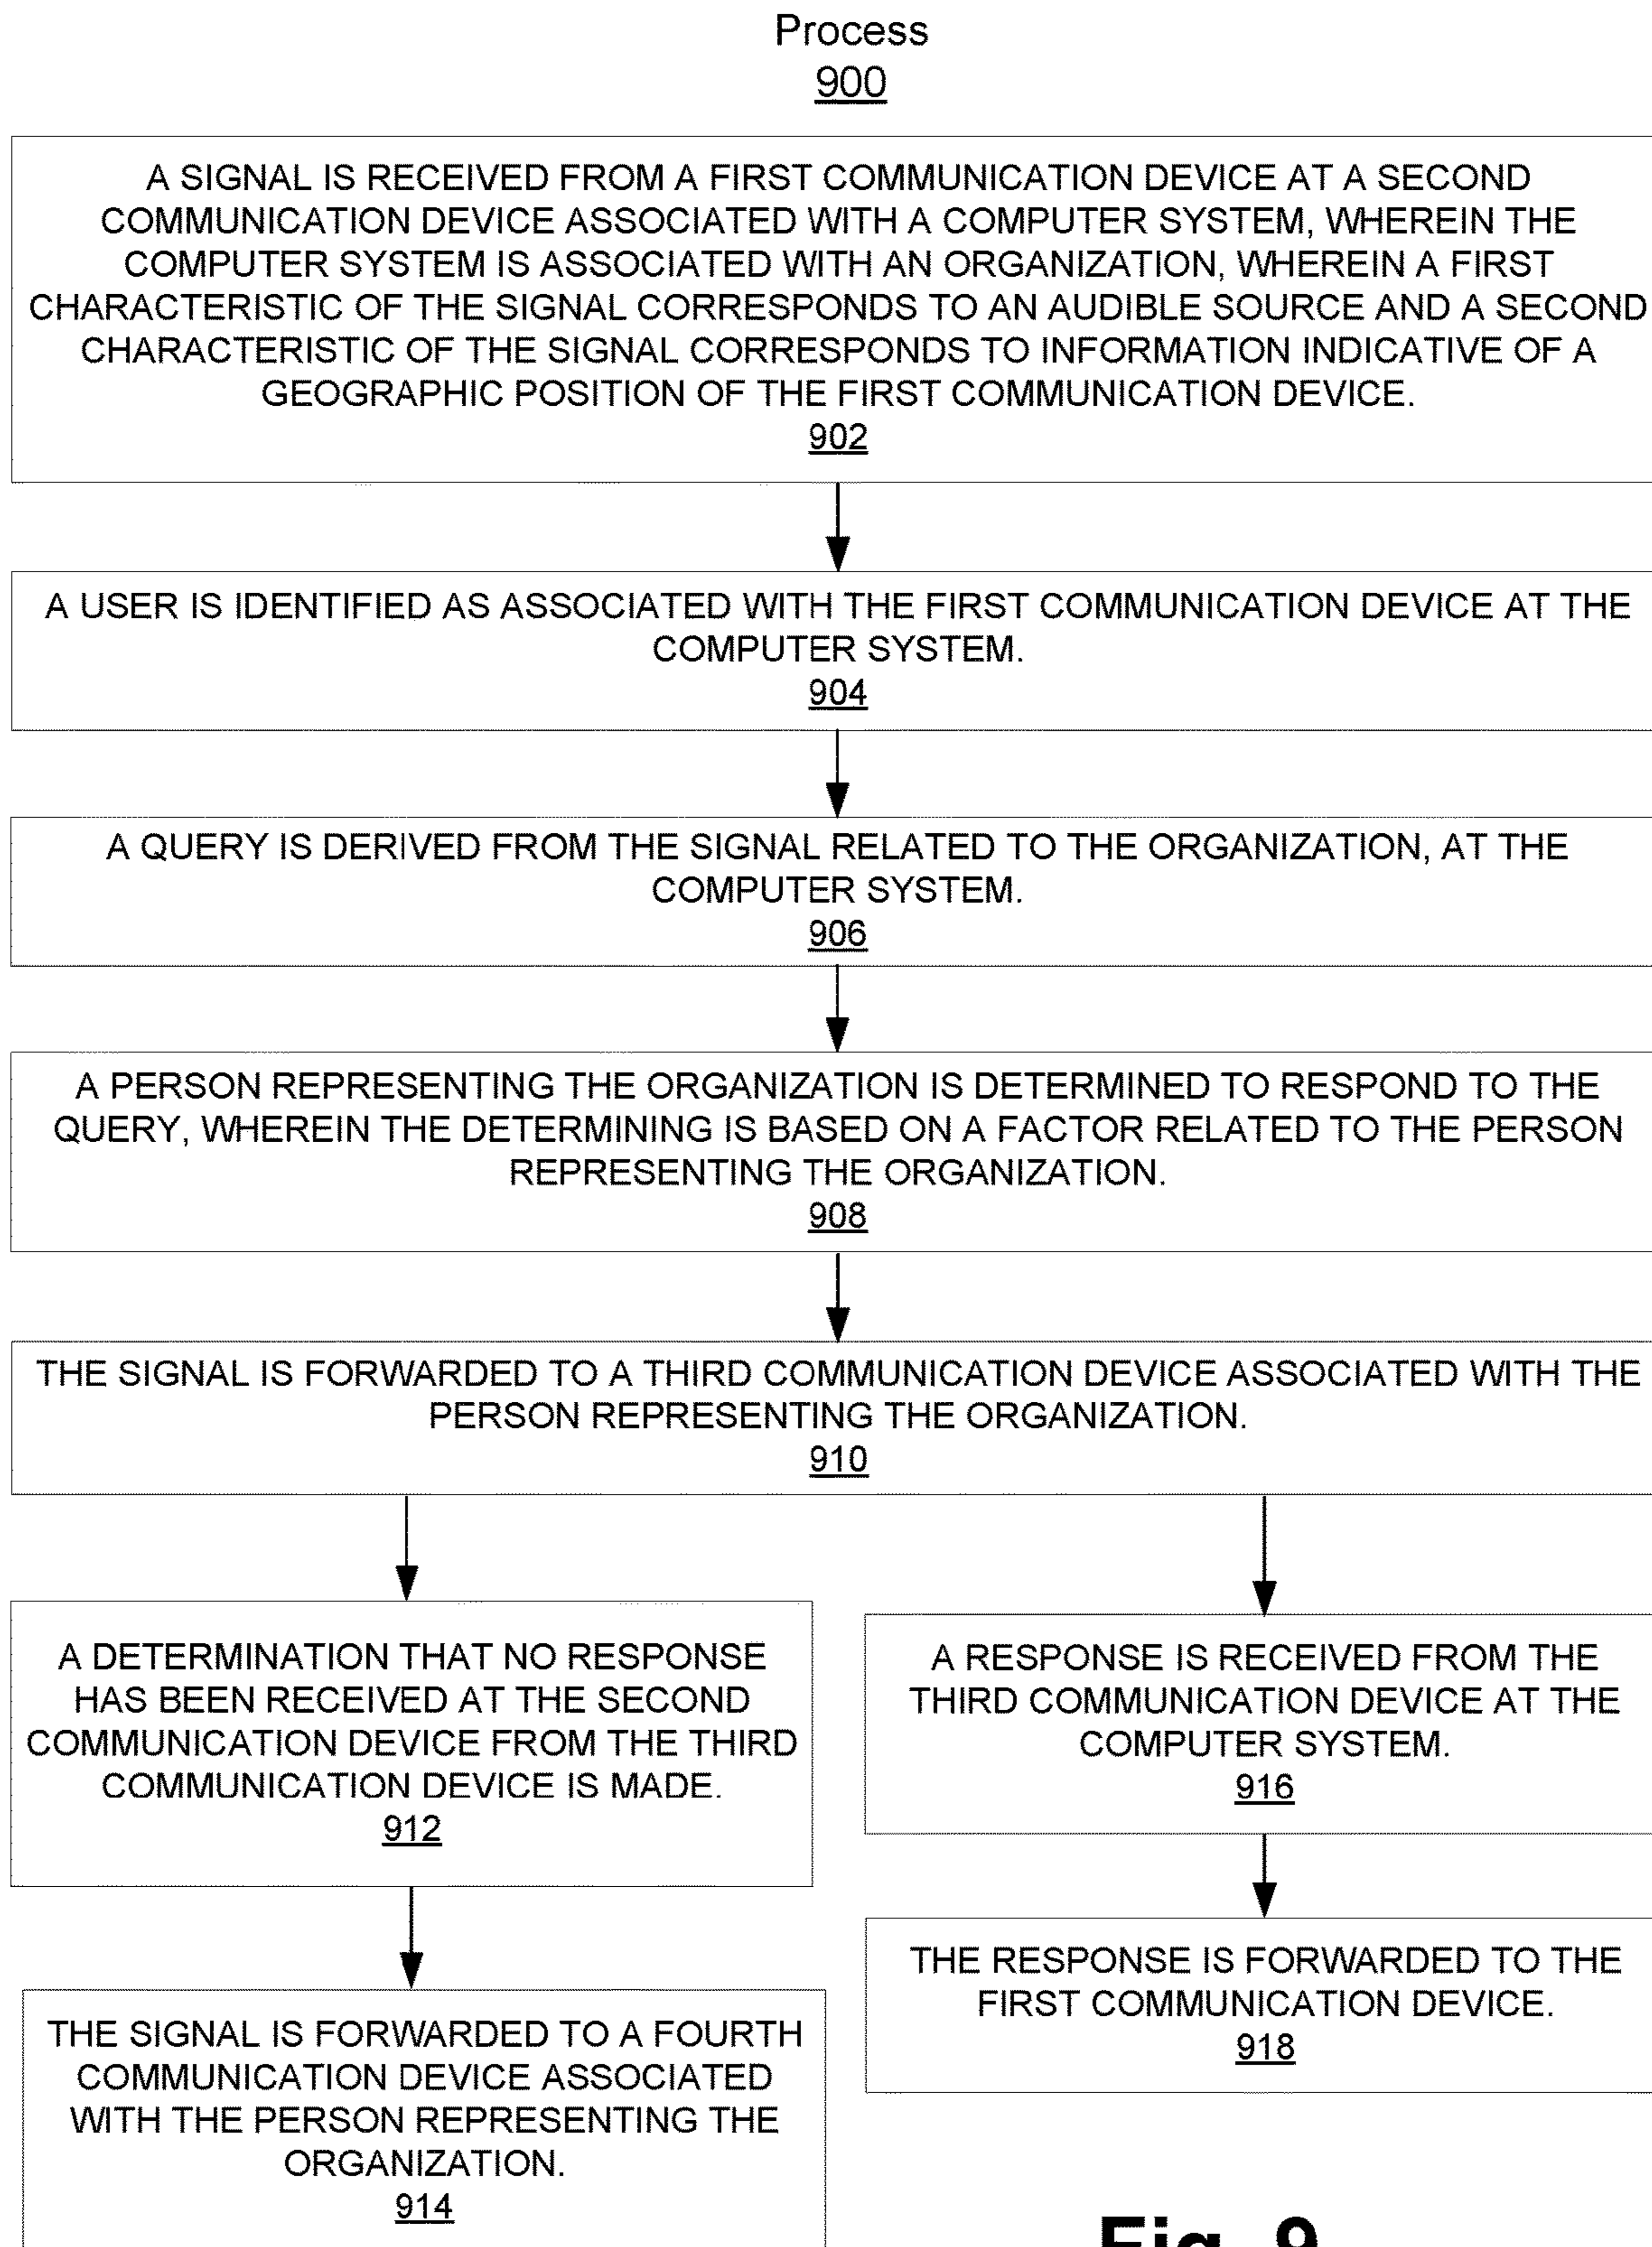 Process
900
A SIGNAL IS RECEIVED FROM A FIRST COMMUNICATION DEVICE AT A SECOND
COMMUNICATION DEVICE ASSOCIATED WITH A COMPUTER SYSTEM, WHEREIN THE
COMPUTER SYSTEM IS ASSOCIATED WITH AN ORGANIZATION, WHEREIN A FIRST
CHARACTERISTIC OF THE SIGNAL CORRESPONDS TO AN AUDIBLE SOURCE AND A SECOND
CHARACTERISTIC OF THE SIGNAL CORRESPONDS TO INFORMATION INDICATIVE OF A
GEOGRAPHIC POSITION OF THE FIRST COMMUNICATION DEVICE.
902
A USER IS IDENTIFIED AS ASSOCIATED WITH THE FIRST COMMUNICATION DEVICE AT THE
COMPUTER SYSTEM.
904
A QUERY IS DERIVED FROM THE SIGNAL RELATED TO THE ORGANIZATION, AT THE
COMPUTER SYSTEM.
906
A PERSON REPRESENTING THE ORGANIZATION IS DETERMINED TO RESPOND TO THE
QUERY, WHEREIN THE DETERMINING IS BASED ON A FACTOR RELATED TO THE PERSON
REPRESENTING THE ORGANIZATION.
908
THE SIGNAL IS FORWARDED TO A THIRD COMMUNICATION DEVICE ASSOCIATED WITH THE
PERSON REPRESENTING THE ORGANIZATION.
910
A DETERMINATION THAT NO RESPONSE
HAS BEEN RECEIVED AT THE SECOND
COMMUNICATION DEVICE FROM THE THIRD
COMMUNICATION DEVICE IS MADE.
912
THE SIGNAL IS FORWARDED TO A FOURTH
COMMUNICATION DEVICE ASSOCIATED
WITH THE PERSON REPRESENTING THE
ORGANIZATION.
914
A RESPONSE IS RECEIVED FROM THE
THIRD COMMUNICATION DEVICE AT THE
COMPUTER SYSTEM.
916
THE RESPONSE IS FORWARDED TO THE
FIRST COMMUNICATION DEVICE.
918
Fig. 9